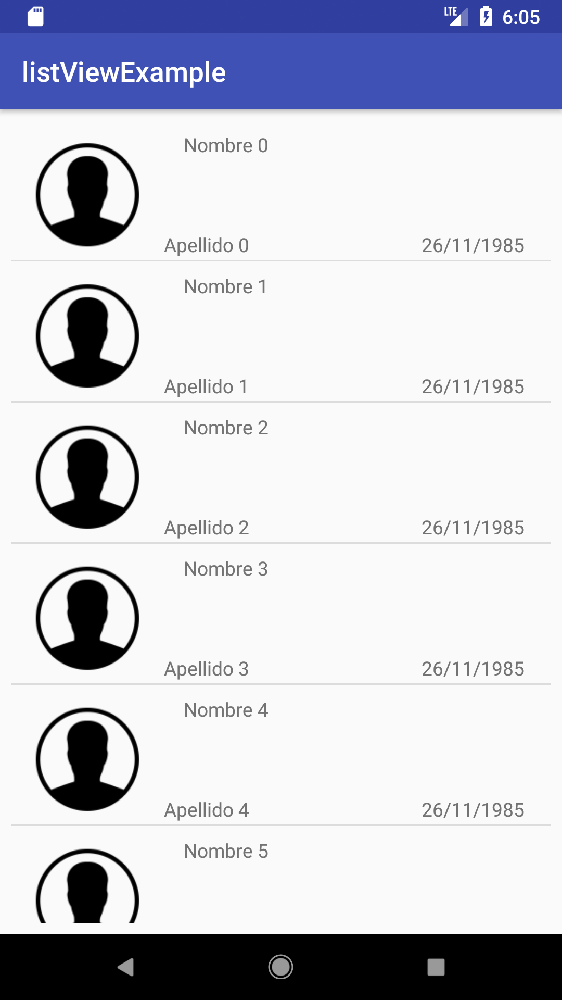 LTE 6:05
listViewExample
Nombre 0
Apellido 0 26/11/1985
Nombre 1
Apellido 1 26/11/1985
Nombre 2
Apellido 2 26/11/1985
Nombre 3
Apellido 3 26/11/1985
Nombre 4
Apellido 4 26/11/1985
Nombre 5